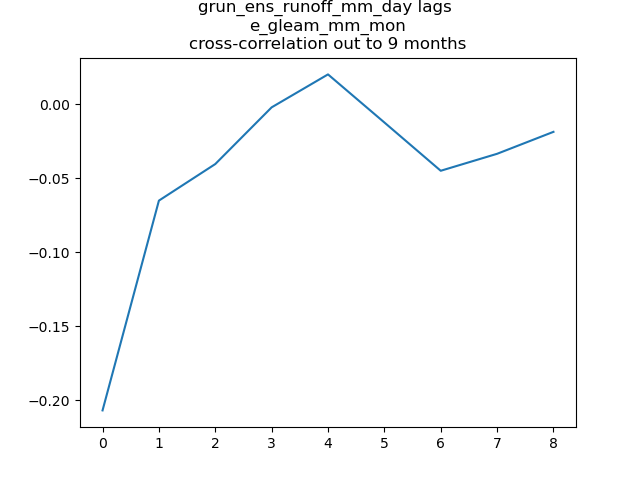 grun_ens_runoff_mm_day lags
e_gleam_mm_mon
cross-correlation out to 9 months
0.00
−0.05
−0.10
−0.15
−0.20
0 1 2 3 4 5 6 7 8